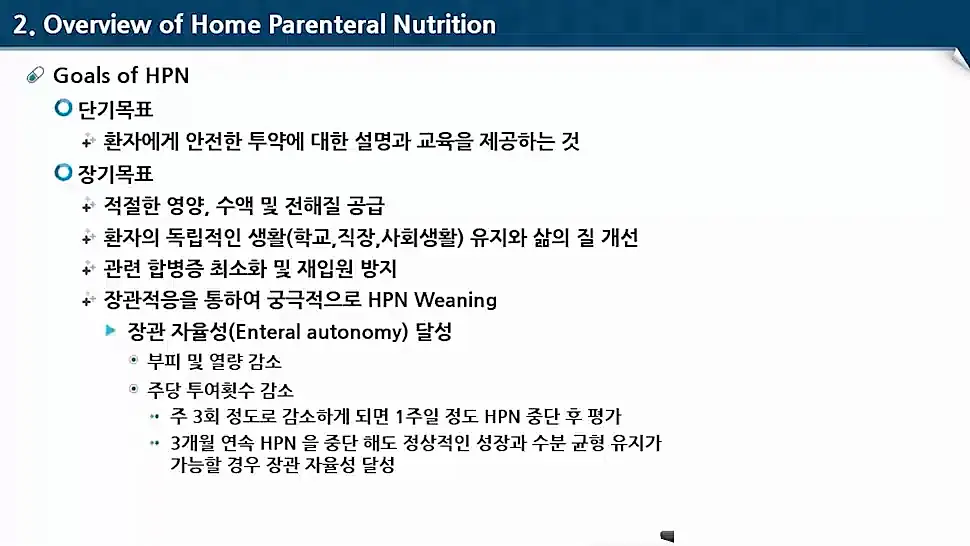 2. Overview of Home Parenteral Nutrition
Goals of HPN
단기목표
환자에게 안전한 투약에 대한 설명과 교육을 제공하는 것
장기목표
적절한 영양, 수액 및 전해질 공급
환자의 독립적인 생활(학교,직장,사회생활) 유지와 삶의 질 개선
관련 합병증 최소화 및 재입원 방지
장관적응을 통하여 궁극적으로 HPN Weaning
장관 자율성(Enteral autonomy) 달성
부피 및 열량 감소
주당 투여횟수 감소
주 3회 정도로 감소하게 되면 1주일 정도 HPN 중단 후 평가
3개월 연속 HPN 을 중단 해도 정상적인 성장과 수분 균형 유지가
가능할 경우 장관 자율성 달성